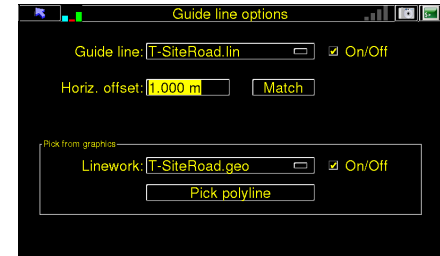 Guide line options
Guide line: T-SiteRoad.lin On/Off
Horiz. offset: 1.000 m Match
Pick from graphics
Linework: T-SiteRoad.geo On/Off
Pick polyline